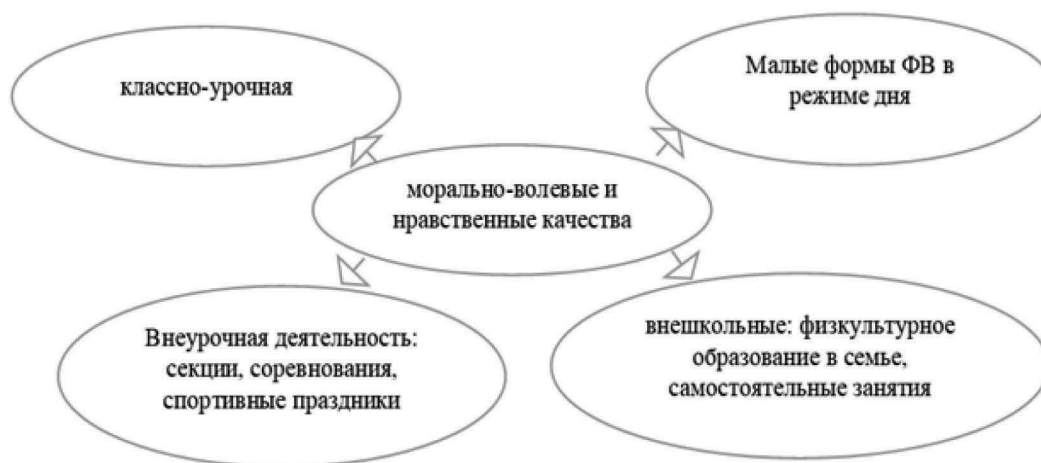 классно-урочная
Малые формы ФВ в
режиме дня
морально-волевые и
нравственные качества
Внеурочная деятельность:
секции, соревнования,
спортивные праздники
внешкольные: физкультурное
образование в семье,
самостоятельные занятия